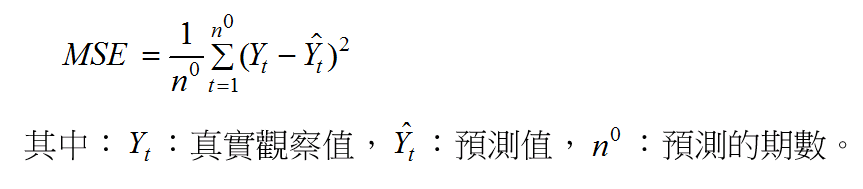 MSE = \frac{1}{n^0} \sum_{t=1}^{n^0} (Y_t - \hat{Y}_t)^2
其中：Y_t：真實觀察值，\hat{Y}_t：預測值，n^0：預測的期數。